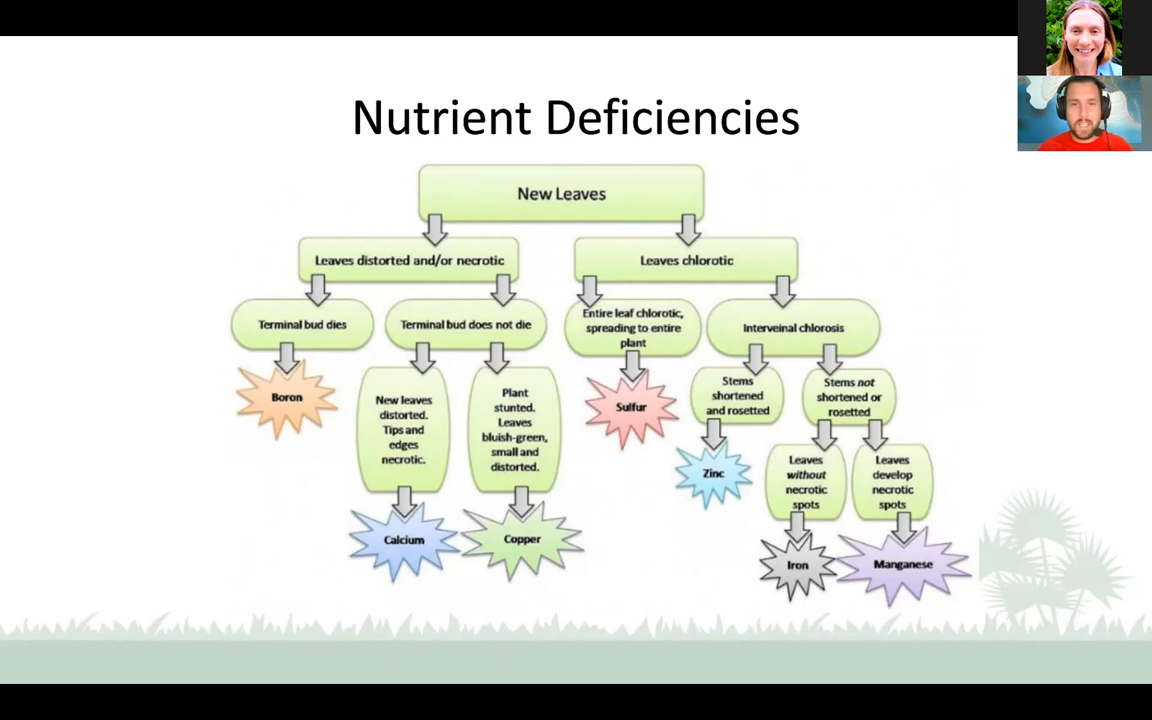 Nutrient Deficiencies
New Leaves
Leaves distorted and/or necrotic
Leaves chlorotic
Terminal bud dies
Terminal bud does not die
Entire leaf chlorotic,
spreading to entire
plant
Interveinal chlorosis
Boron
New leaves
distorted.
Tips and
edges
necrotic.
Plant
stunted.
Leaves
bluish-green,
small and
distorted.
Sulfur
Stems
shortened
and rosetted
Stems not
shortened or
rosetted
Zinc
Leaves
without
necrotic
spots
Leaves
develop
necrotic
spots
Calcium
Copper
Iron
Manganese